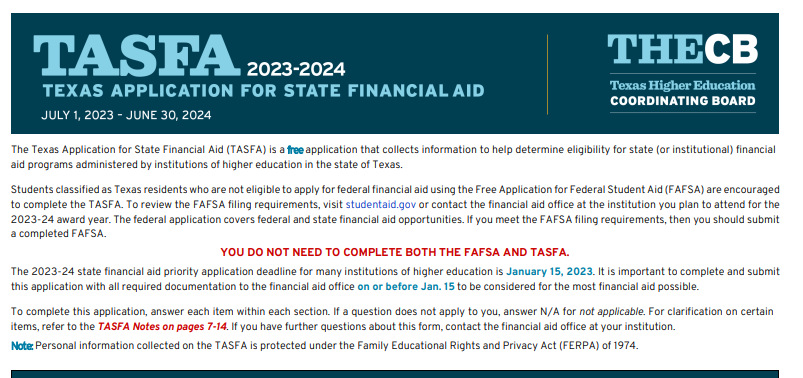 TASFA 2023-2024
TEXAS APPLICATION FOR STATE FINANCIAL AID
JULY 1, 2023 - JUNE 30, 2024
THECB
Texas Higher Education
COORDINATING BOARD
The Texas Application for State Financial Aid (TASFA) is a free application that collects information to help determine eligibility for state (or institutional) financial
aid programs administered by institutions of higher education in the state of Texas.
Students classified as Texas residents who are not eligible to apply for federal financial aid using the Free Application for Federal Student Aid (FAFSA) are encouraged
to complete the TASFA. To review the FAFSA filing requirements, visit studentaid.gov or contact the financial aid office at the institution you plan to attend for the
2023-24 award year. The federal application covers federal and state financial aid opportunities. If you meet the FAFSA filing requirements, then you should submit
a completed FAFSA.
YOU DO NOT NEED TO COMPLETE BOTH THE FAFSA AND TASFA.
The 2023-24 state financial aid priority application deadline for many institutions of higher education is January 15, 2023. It is important to complete and submit
this application with all required documentation to the financial aid office on or before Jan. 15 to be considered for the most financial aid possible.
To complete this application, answer each item within each section. If a question does not apply to you, answer N/A for not applicable. For clarification on certain
items, refer to the TASFA Notes on pages 7-14. If you have further questions about this form, contact the financial aid office at your institution.
Note: Personal information collected on the TASFA is protected under the Family Educational Rights and Privacy Act (FERPA) of 1974.